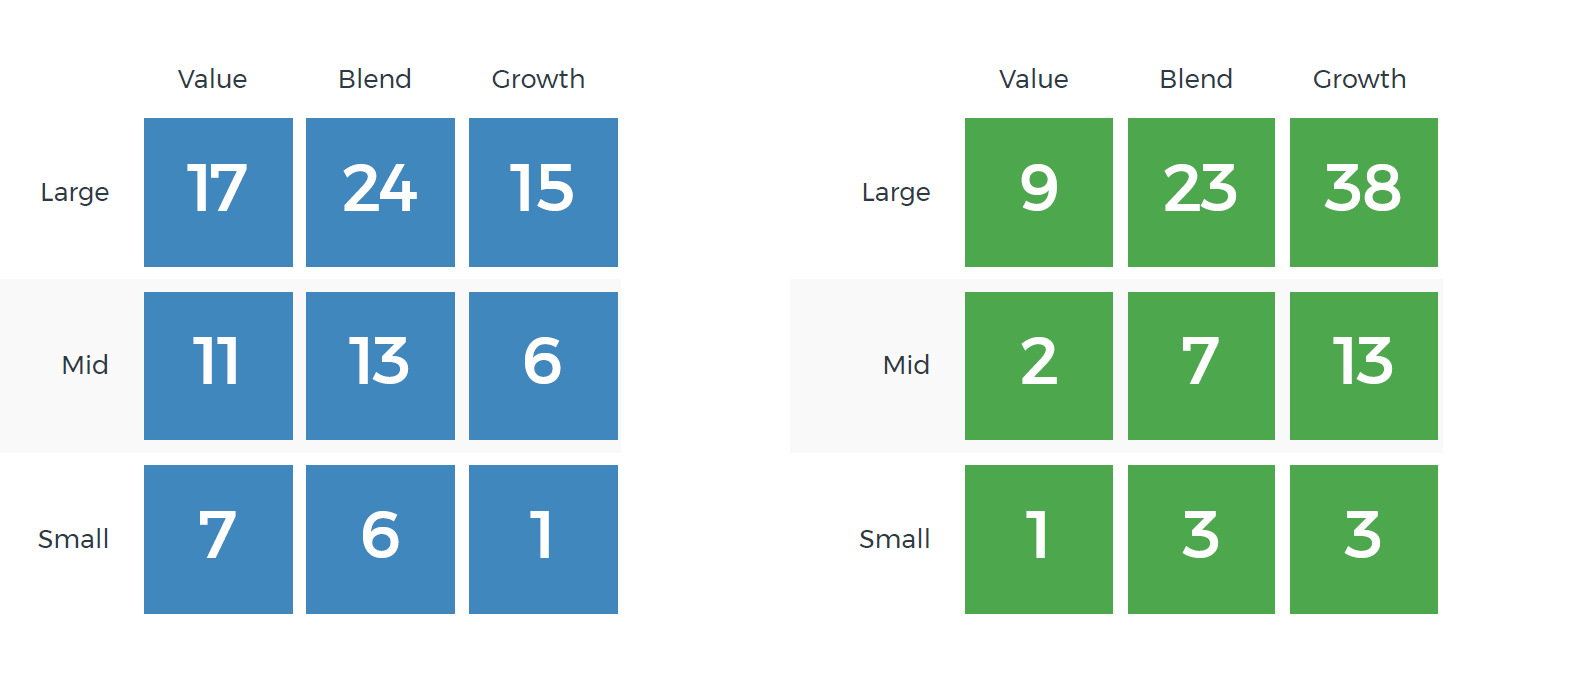 Value Blend Growth
Large 17 24 15
Mid 11 13 6
Small 7 6 1
Value Blend Growth
Large 9 23 38
Mid 2 7 13
Small 1 3 3